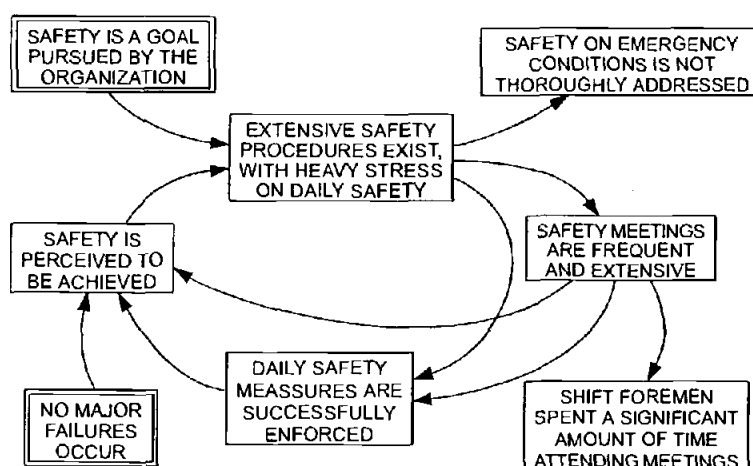 SAFETY IS A GOAL
PURSUED BY THE
ORGANIZATION
SAFETY ON EMERGENCY
CONDITIONS IS NOT
THOROUGHLY ADDRESSED
EXTENSIVE SAFETY
PROCEDURES EXIST,
WITH HEAVY STRESS
ON DAILY SAFETY
SAFETY IS
PERCEIVED TO
BE ACHIEVED
SAFETY MEETINGS
ARE FREQUENT
AND EXTENSIVE
DAILY SAFETY
MEASSURES ARE
SUCCESSFULLY
ENFORCED
NO MAJOR
FAILURES
OCCUR
SHIFT FOREMEN
SPENT A SIGNIFICANT
AMOUNT OF TIME
ATTENDING MEETINGS